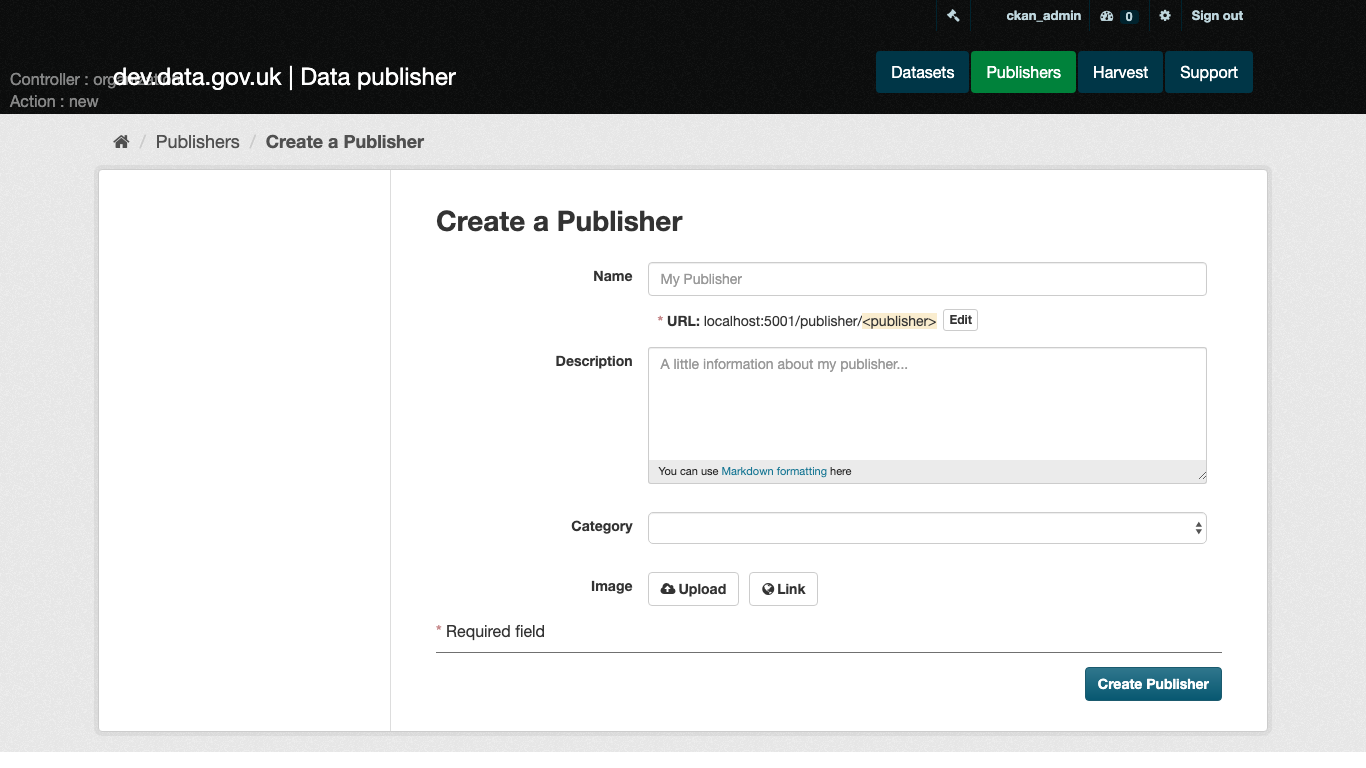 ckan_admin 0 Sign out
dev.data.gov.uk | Data publisher
Controller : organization
Action : new
Datasets Publishers Harvest Support
/ Publishers / Create a Publisher
Create a Publisher
Name My Publisher
* URL: localhost:5001/publisher/<publisher> Edit
Description A little information about my publisher...
You can use Markdown formatting here
Category
Image Upload Link
* Required field
Create Publisher